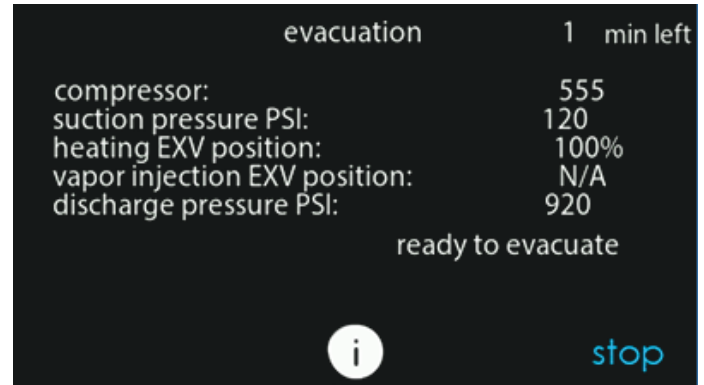 evacuation 1 min left
compressor: 555
suction pressure PSI: 120
heating EXV position: 100%
vapor injection EXV position: N/A
discharge pressure PSI: 920
ready to evacuate
i
stop